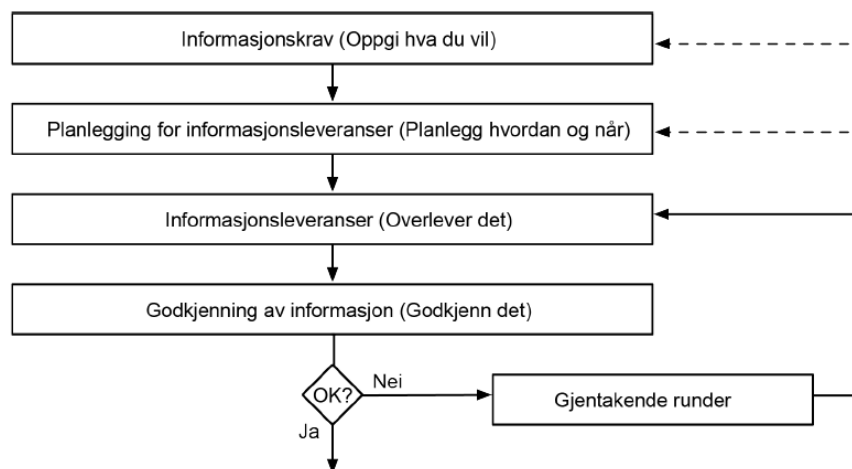 Informasjonskrav (Oppgi hva du vil)
Planlegging for informasjonsleveranser (Planlegg hvordan og når)
Informasjonsleveranser (Overlever det)
Godkjenning av informasjon (Godkjenn det)
OK?
Nei
Gjentakende runder
Ja